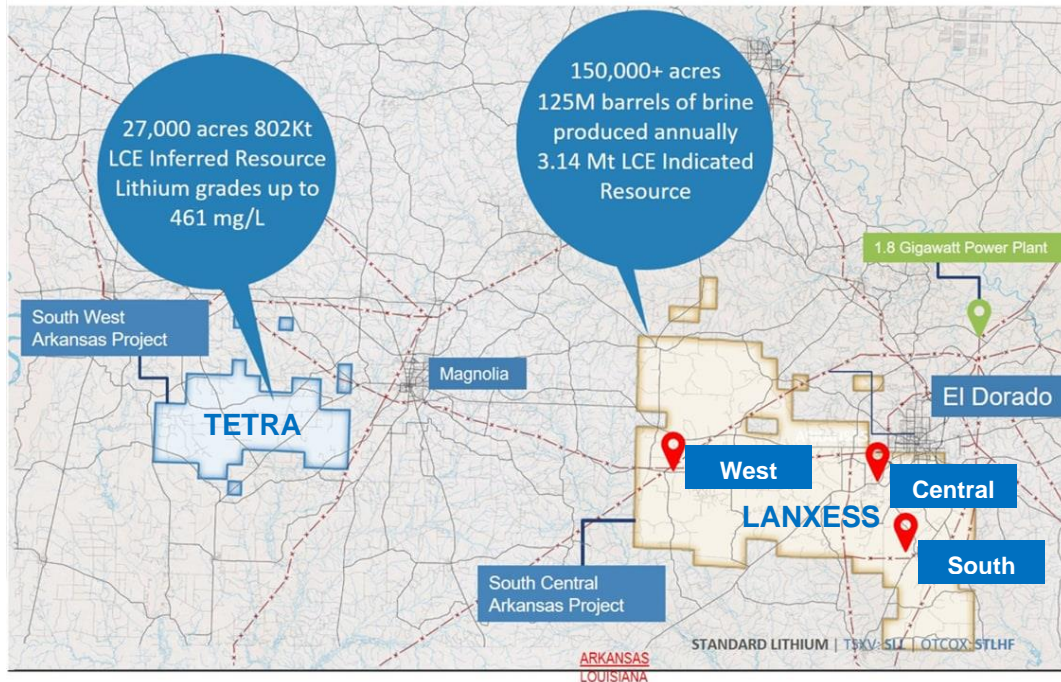 27,000 acres 802Kt
LCE Inferred Resource
Lithium grades up to
461 mg/L
150,000+ acres
125M barrels of brine
produced annually
3.14 Mt LCE Indicated
Resource
1.8 Gigawatt Power Plant
South West
Arkansas Project
Magnolia
El Dorado
TETRA
West
Central
LANXESS
South
South Central
Arkansas Project
STANDARD LITHIUM | TSXV: SLL | OTCQX: STLHF
ARKANSAS
LOUISIANA